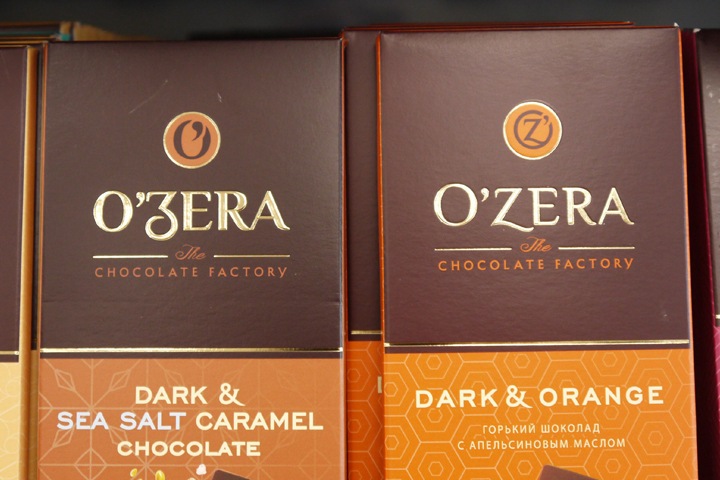 O'
O'ZERA
The
CHOCOLATE FACTORY
DARK &
SEA SALT CARAMEL
CHOCOLATE
O'ZERA
The
CHOCOLATE FACTORY
DARK & ORANGE
ГОРЬКИЙ ШОКОЛАД
С АПЕЛЬСИНОВЫМ МАСЛОМ